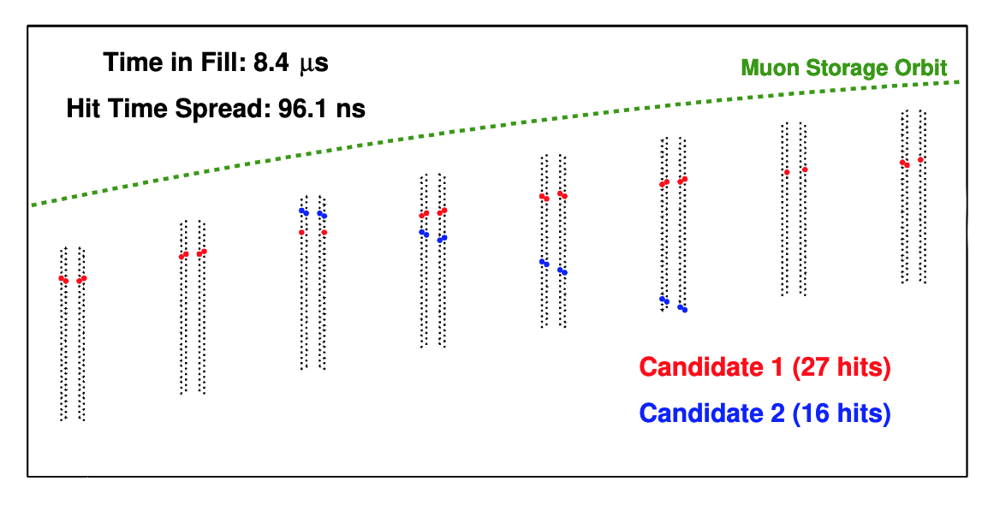 Time in Fill: 8.4 μs
Muon Storage Orbit
Hit Time Spread: 96.1 ns
Candidate 1 (27 hits)
Candidate 2 (16 hits)